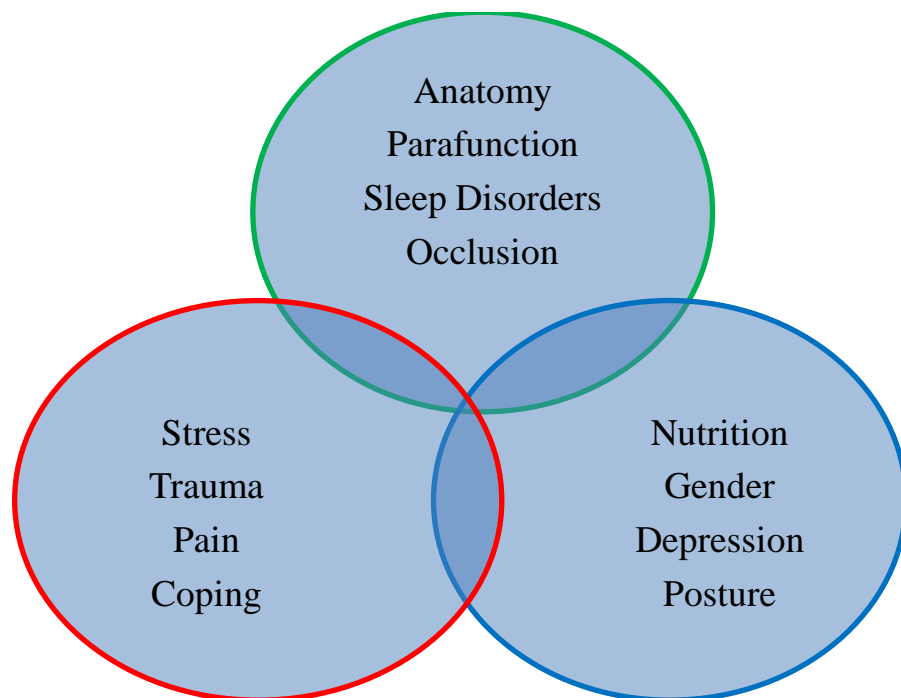 Anatomy
Parafunction
Sleep Disorders
Occlusion
Stress
Trauma
Pain
Coping
Nutrition
Gender
Depression
Posture